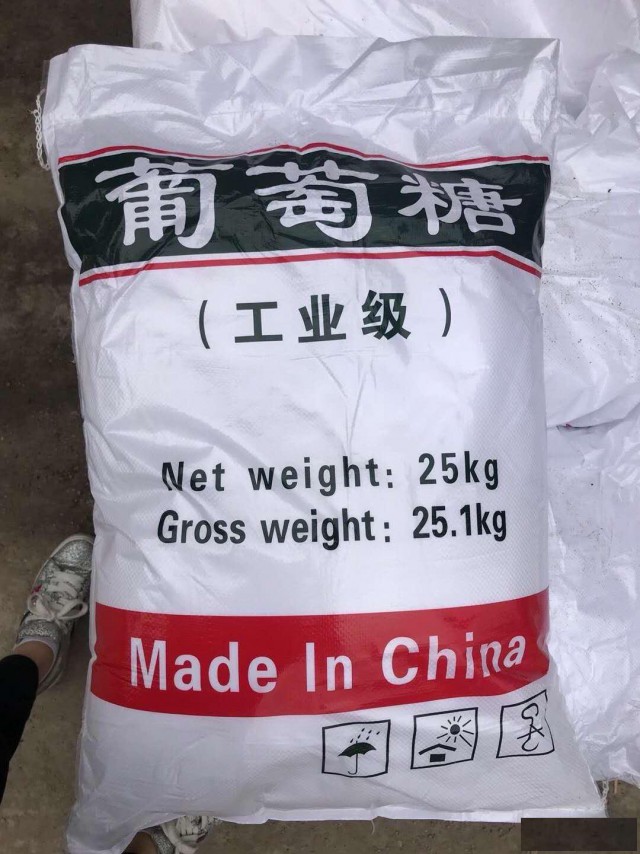 葡萄糖
(工业级)
Net weight: 25kg
Gross weight: 25.1kg
Made In China